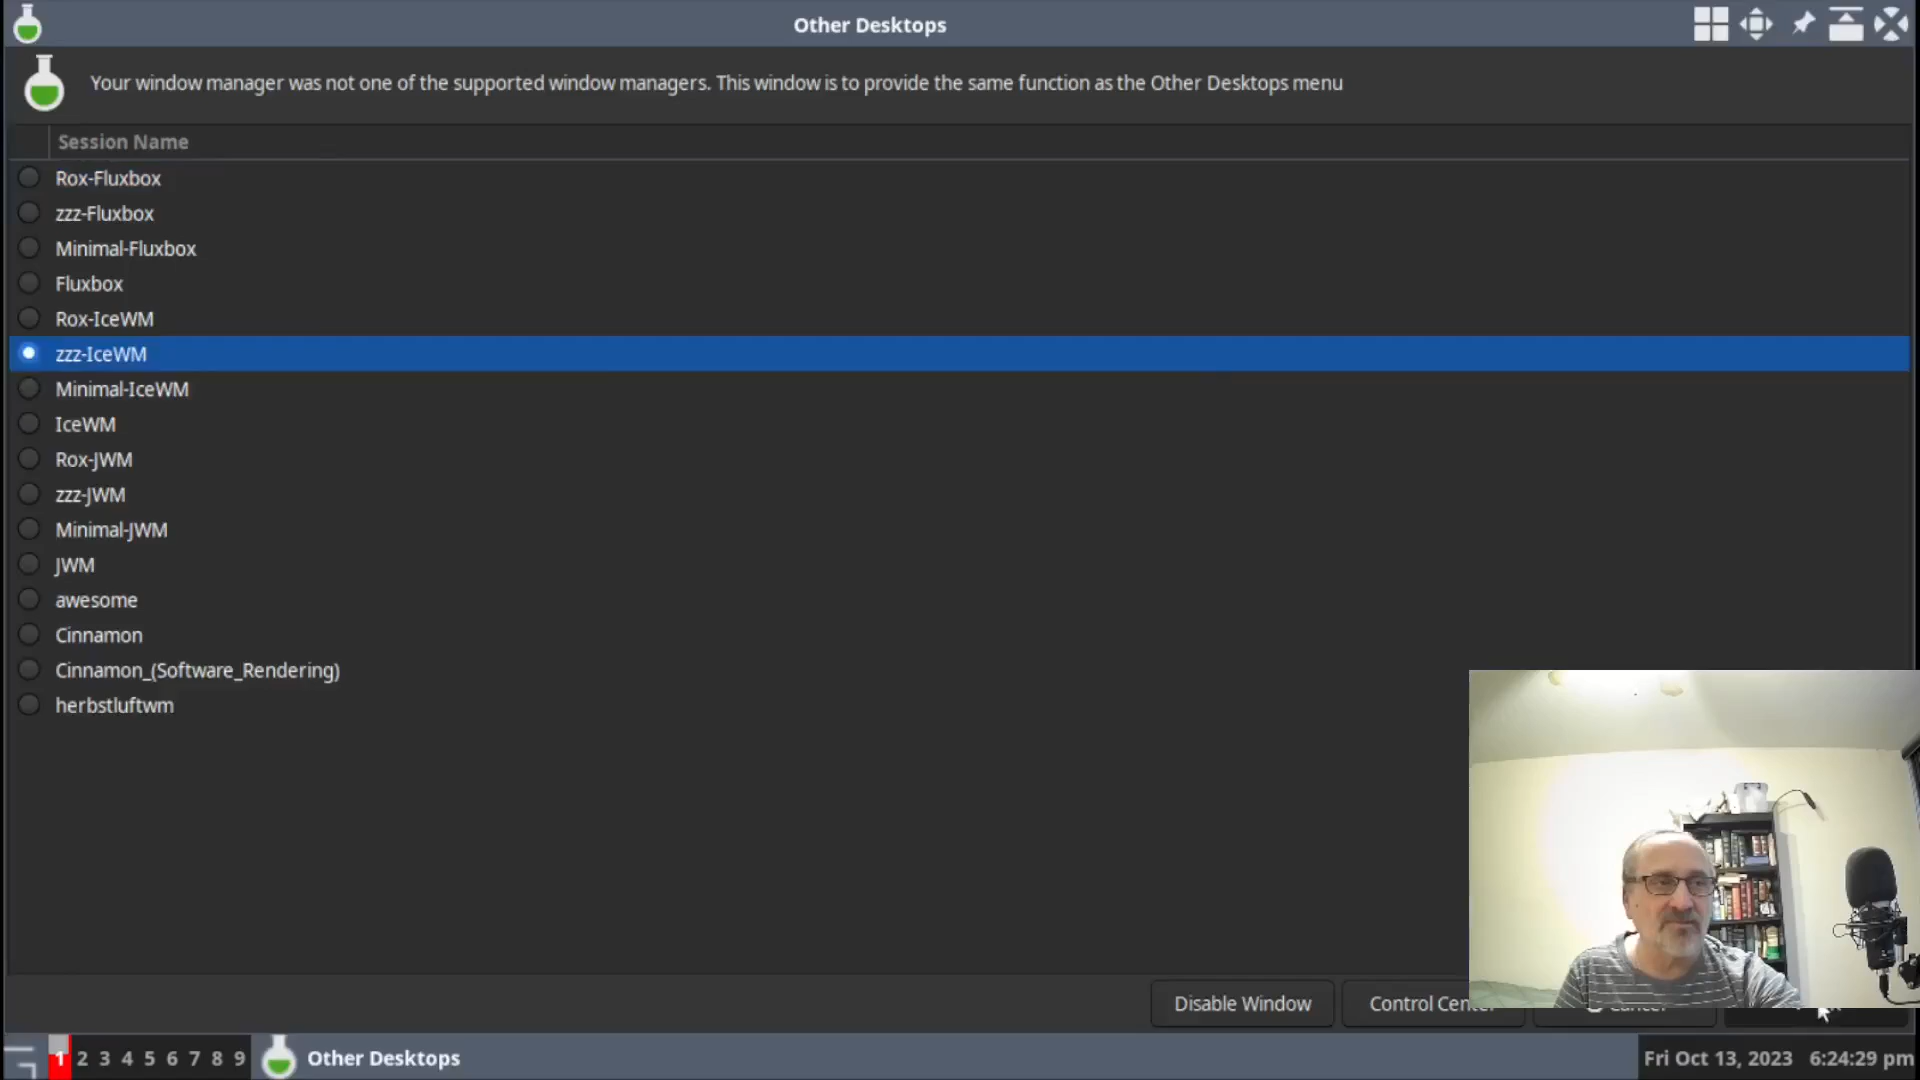 Other Desktops
Your window manager was not one of the supported window managers. This window is to provide the same function as the Other Desktops menu
Session Name
Rox-Fluxbox
zzz-Fluxbox
Minimal-Fluxbox
Fluxbox
Rox-IceWM
zzz-IceWM
Minimal-IceWM
IceWM
Rox-JWM
zzz-JWM
Minimal-JWM
JWM
awesome
Cinnamon
Cinnamon_(Software_Rendering)
herbstluftwm
Disable Window Control
1 2 3 4 5 6 7 8 9 Other Desktops Fri Oct 13, 2023 6:24:29 pm